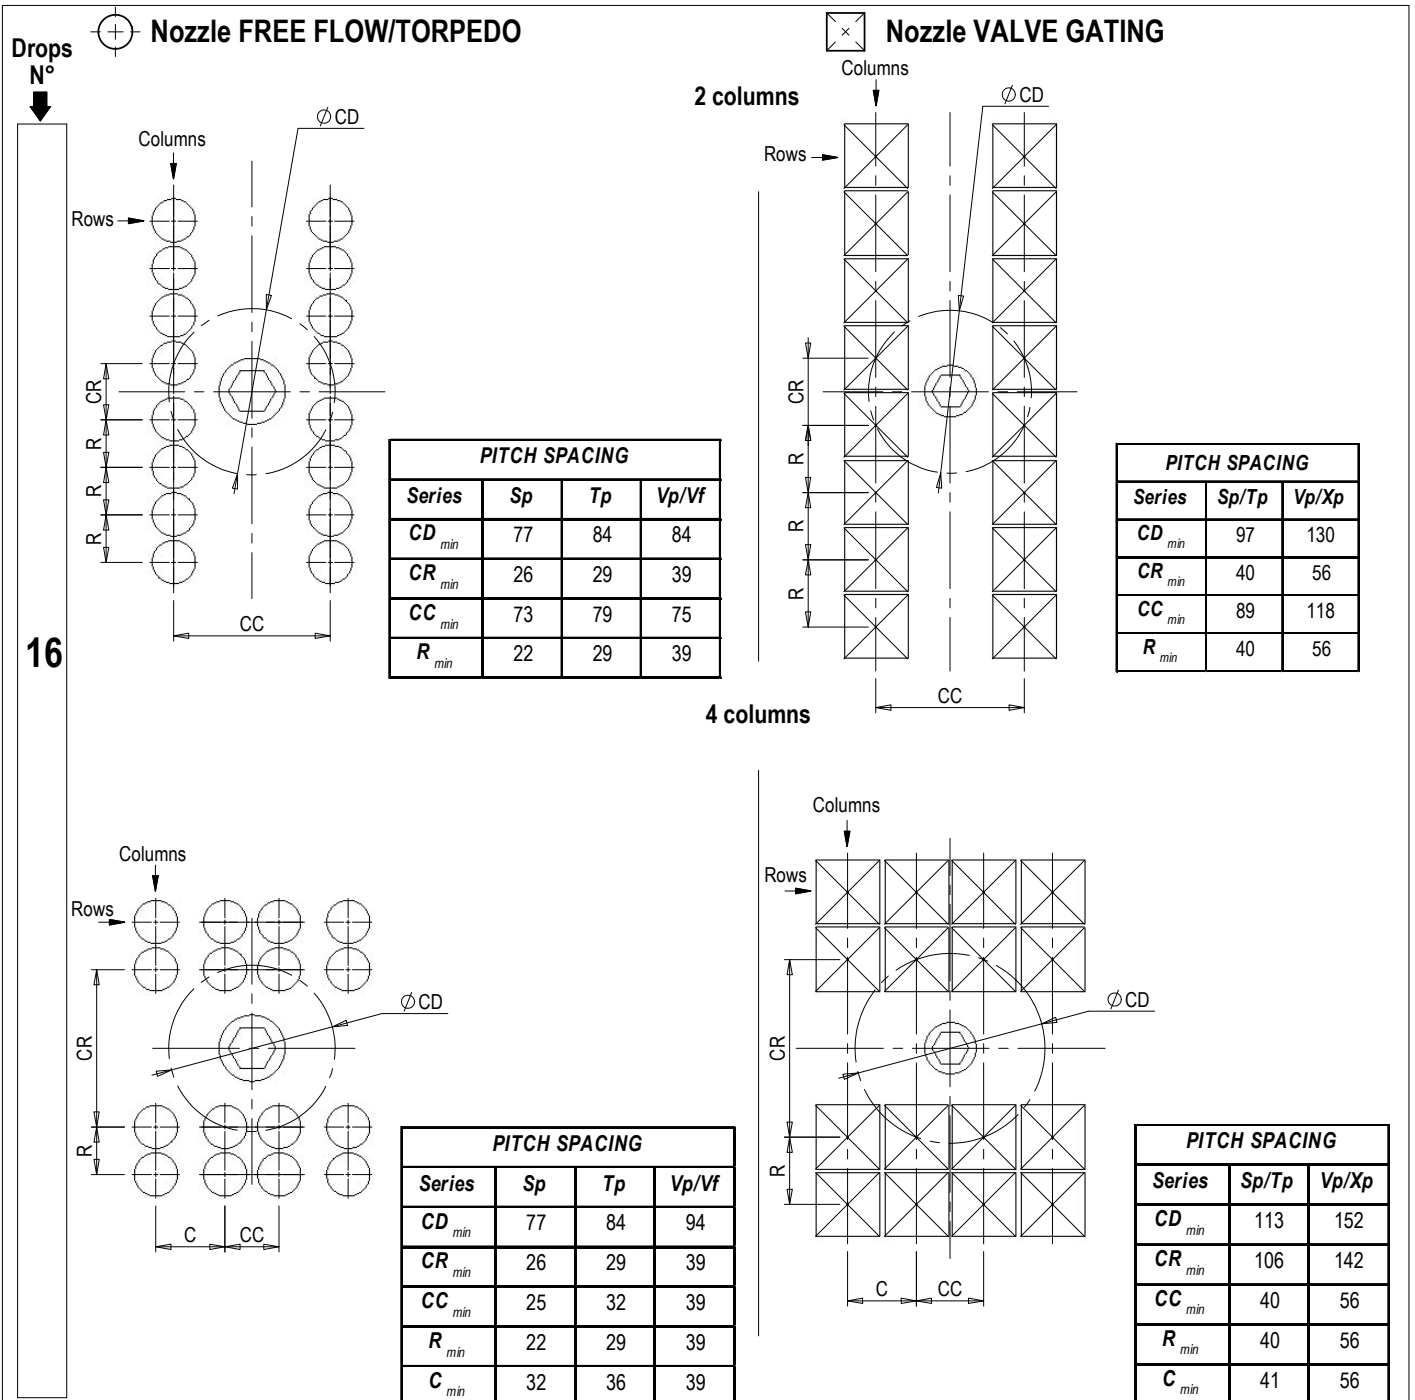 Nozzle FREE FLOW/TORPEDO
Nozzle VALVE GATING
Drops
N°
16
2 columns
Columns
Rows
∅CD
CR
R
R
R
CC
PITCH SPACING
Series Sp Tp Vp/Vf
CD min 77 84 84
CR min 26 29 39
CC min 73 79 75
R min 22 29 39
Columns
Rows
∅CD
CR
R
R
R
CC
PITCH SPACING
Series Sp/Tp Vp/Xp
CD min 97 130
CR min 40 56
CC min 89 118
R min 40 56
4 columns
Columns
Rows
∅CD
CR
R
C CC
PITCH SPACING
Series Sp Tp Vp/Vf
CD min 77 84 94
CR min 26 29 39
CC min 25 32 39
R min 22 29 39
C min 32 36 39
Columns
Rows
∅CD
CR
R
C CC
PITCH SPACING
Series Sp/Tp Vp/Xp
CD min 113 152
CR min 106 142
CC min 40 56
R min 40 56
C min 41 56